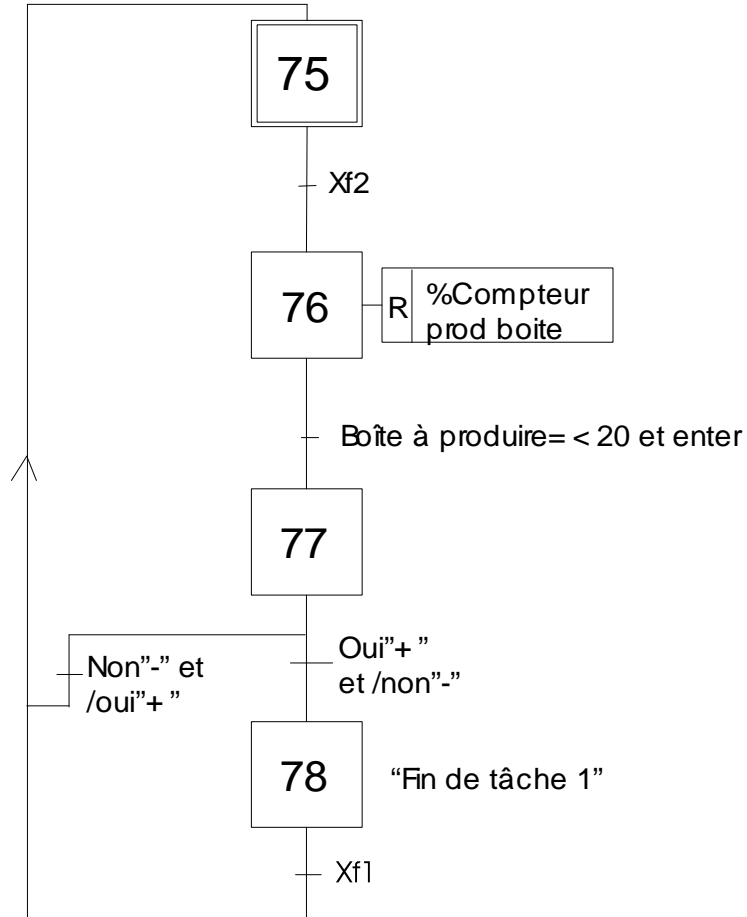 75
Xf2
76
R
%Compteur
prod boite
Boîte à produire= < 20 et enter
77
Non”-” et
/oui”+ ”
Oui”+ ”
et /non”-”
78
“Fin de tâche 1”
Xf1